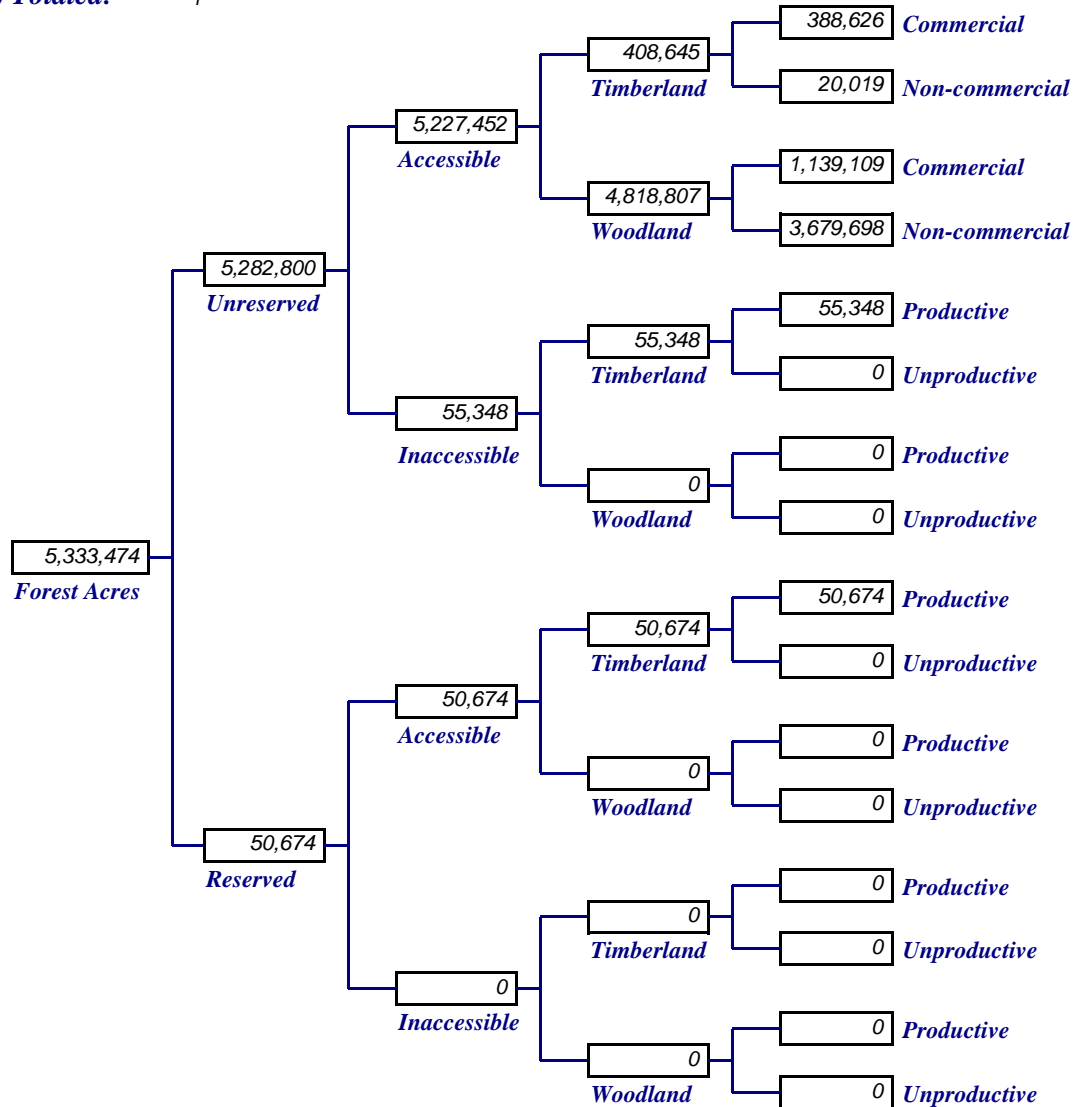 388,626 Commercial
408,645
Timberland
20,019 Non-commercial
5,227,452
Accessible
1,139,109 Commercial
4,818,807
Woodland
3,679,698 Non-commercial
5,282,800
Unreserved
55,348 Productive
55,348
Timberland
0 Unproductive
55,348
Inaccessible
0 Productive
0
Woodland
0 Unproductive
5,333,474
Forest Acres
50,674 Productive
50,674
Timberland
0 Unproductive
50,674
Accessible
0 Productive
0
Woodland
0 Unproductive
50,674
Reserved
0 Productive
0
Timberland
0 Unproductive
0
Inaccessible
0 Productive
0
Woodland
0 Unproductive